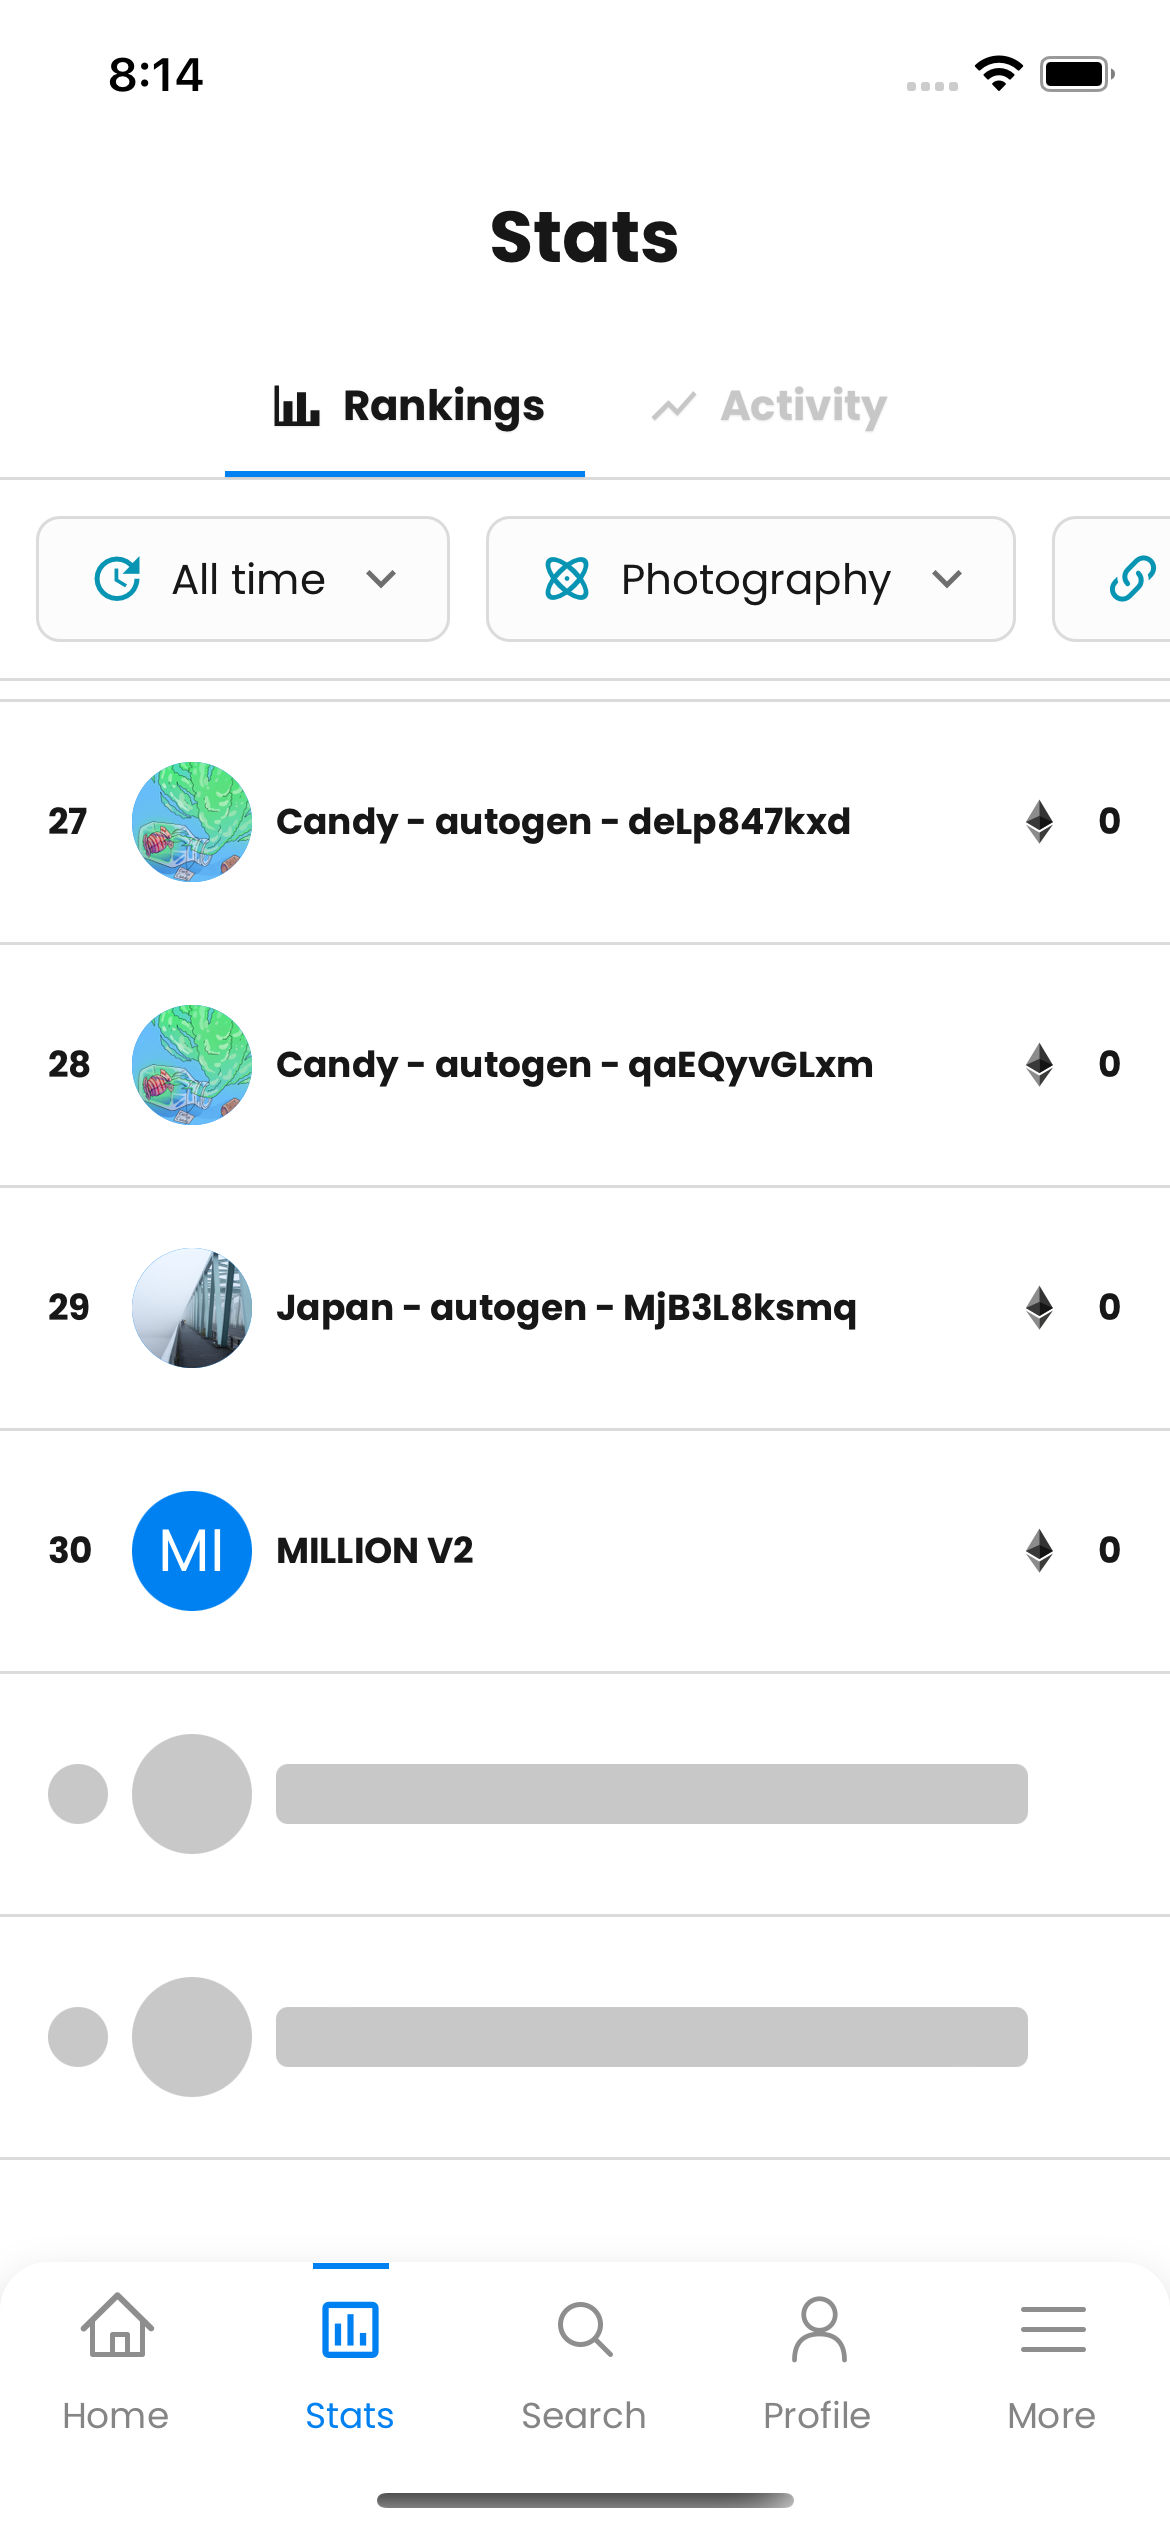 8:14
Stats
Rankings
Activity
All time
Photography
27 Candy - autogen - deLp847kxd 0
28 Candy - autogen - qaEQyvGLxm 0
29 Japan - autogen - MjB3L8ksmq 0
30 MI MILLION V2 0
Home
Stats
Search
Profile
More